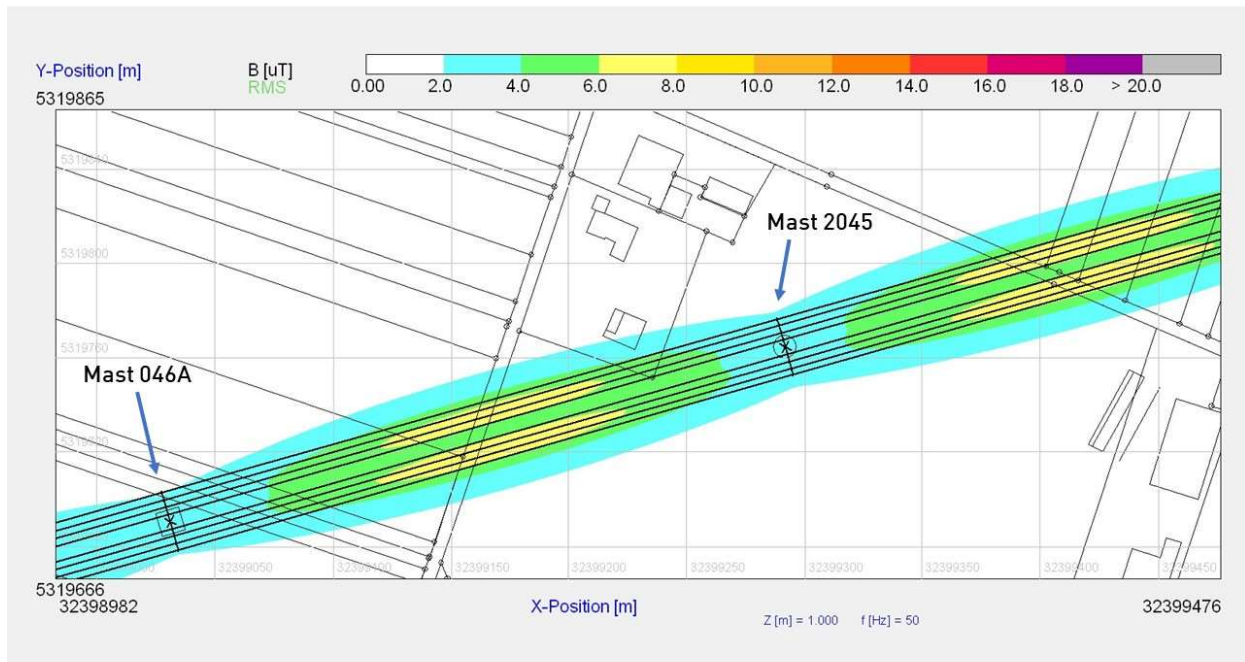 Y-Position [m]
B [uT]
RMS
0.00 2.0 4.0 6.0 8.0 10.0 12.0 14.0 16.0 18.0 > 20.0
5319865
Mast 2045
5319800
5319760
Mast 046A
32399050 32399100 32399150 32399200 32399250 32399300 32399350 32399400 32399450
5319666
32398982
X-Position [m]
32399476
Z [m] = 1.000 f [Hz] = 50